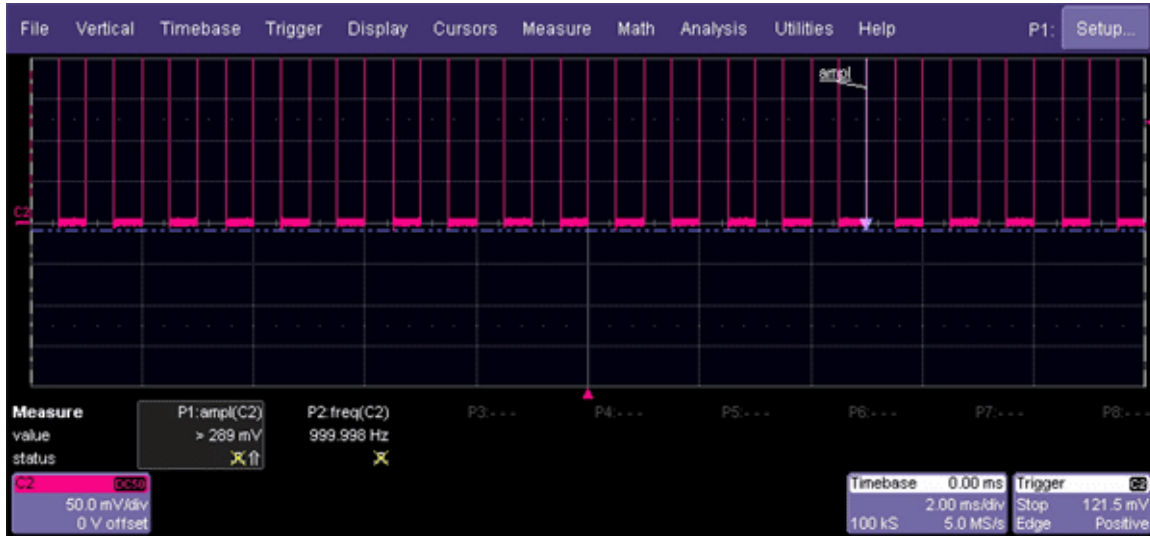 File Vertical Timebase Trigger Display Cursors Measure Math Analysis Utilities Help P1: Setup...
ampl
C2
Measure P1:ampl(C2) P2:freq(C2) P3:- - - P4:- - - P5:- - - P6:- - - P7:- - - P8:- - -
value > 289 mV 999.998 Hz
status
C2 DC50
50.0 mV/div
0 V offset
Timebase 0.00 ms
2.00 ms/div
100 kS 5.0 MS/s
Trigger C2
Stop 121.5 mV
Edge Positive